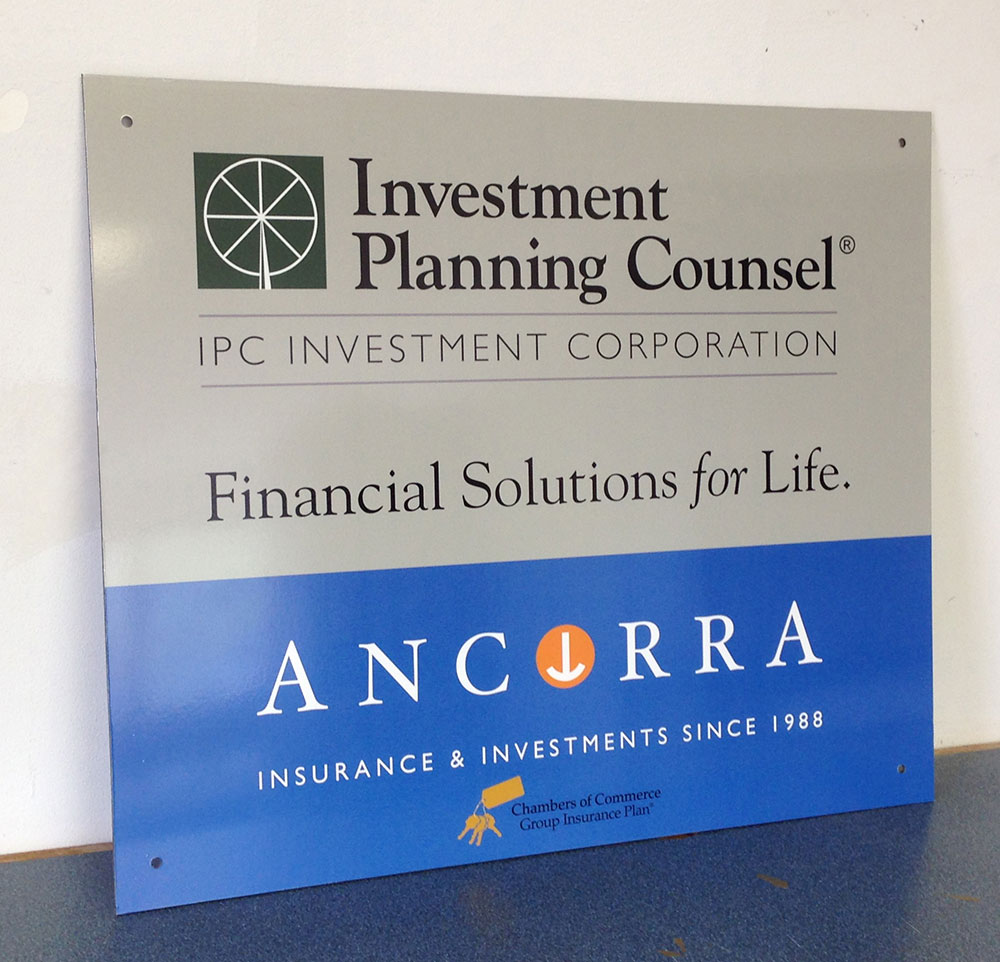 Investment
Planning Counsel®
IPC INVESTMENT CORPORATION
Financial Solutions for Life.
ANCORRA
INSURANCE & INVESTMENTS SINCE 1988
Chambers of Commerce
Group Insurance Plan®